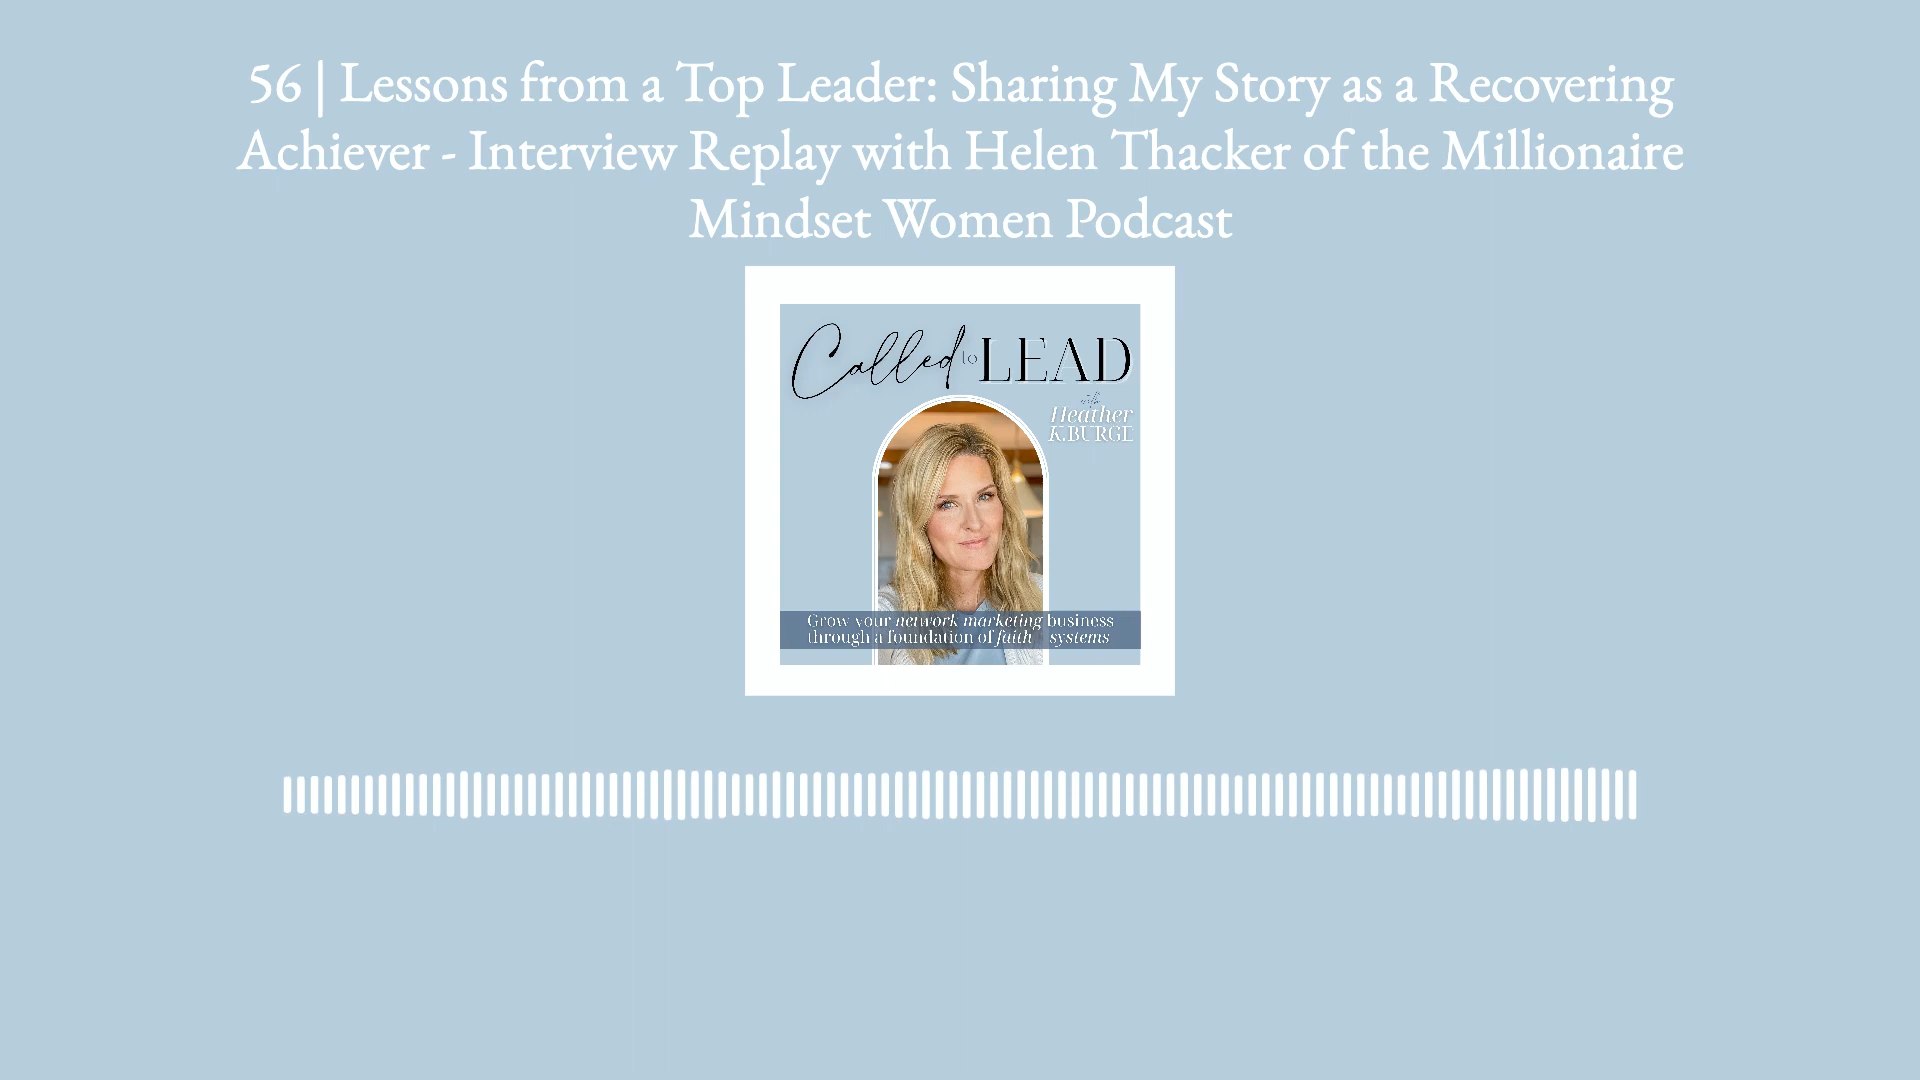 56 | Lessons from a Top Leader: Sharing My Story as a Recovering
Achiever - Interview Replay with Helen Thacker of the Millionaire
Mindset Women Podcast
Called to LEAD
with
Heather
K.BURGE
Grow your network marketing business
through a foundation of faith + systems